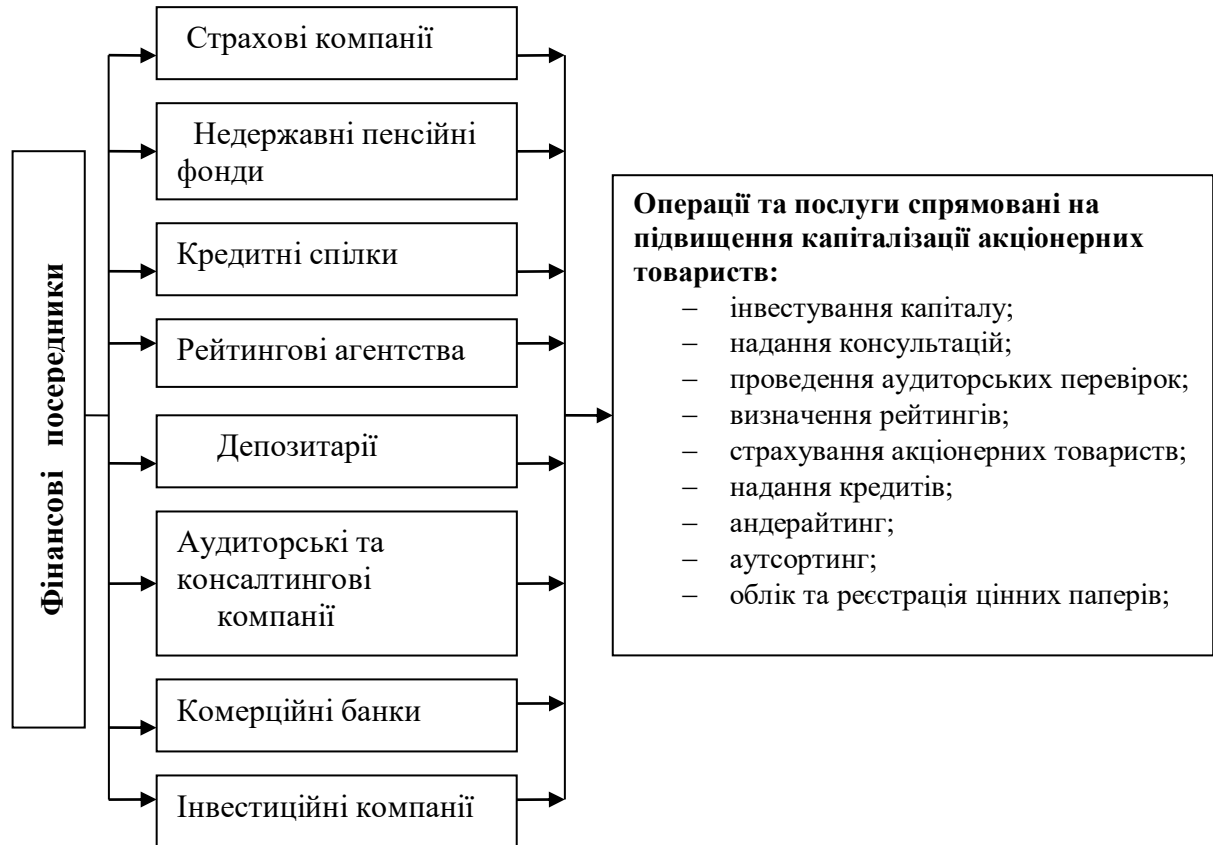 Фінансові посередники
Страхові компанії
Недержавні пенсійні
фонди
Кредитні спілки
Рейтингові агентства
Депозитарії
Аудиторські та
консалтингові
компанії
Комерційні банки
Інвестиційні компанії
Операції та послуги спрямовані на
підвищення капіталізації акціонерних
товариств:
– інвестування капіталу;
– надання консультацій;
– проведення аудиторських перевірок;
– визначення рейтингів;
– страхування акціонерних товариств;
– надання кредитів;
– андерайтинг;
– аутсортинг;
– облік та реєстрація цінних паперів;